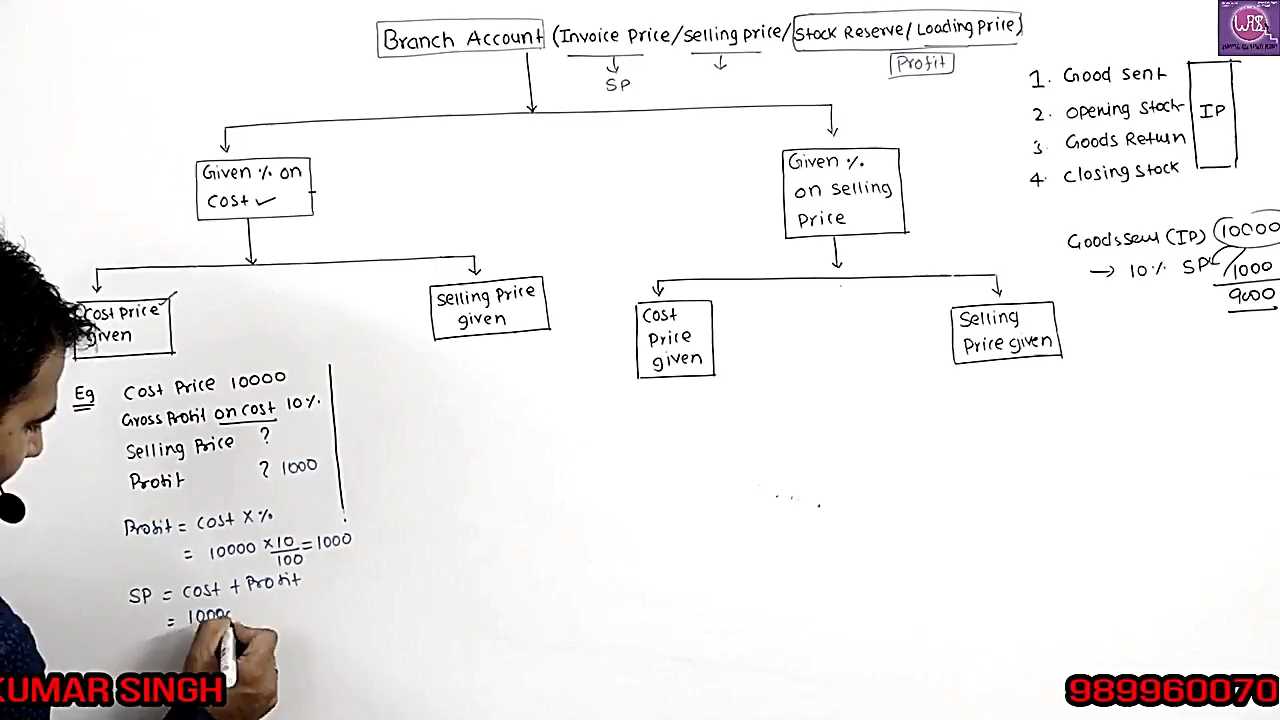 Branch Account (Invoice Price/Selling price/Stock Reserve/Loading Price)
SP
Profit
1. Good sent
2. Opening Stock
3. Goods Return
4. Closing Stock
IP
Given % on
Cost ✓
Given %
on selling
Price
Goods sent (IP) 10000
→ 10% SP 1000
9000
Cost Price
given
Selling Price
given
Cost
Price
given
Selling
Price given
Eg Cost Price 10000
Gross Profit on cost 10%
Selling Price ?
Profit ? 1000
Profit = Cost X %
= 10000 X 10/100 = 1000
SP = Cost + Profit
= 1000
KUMAR SINGH
989960070